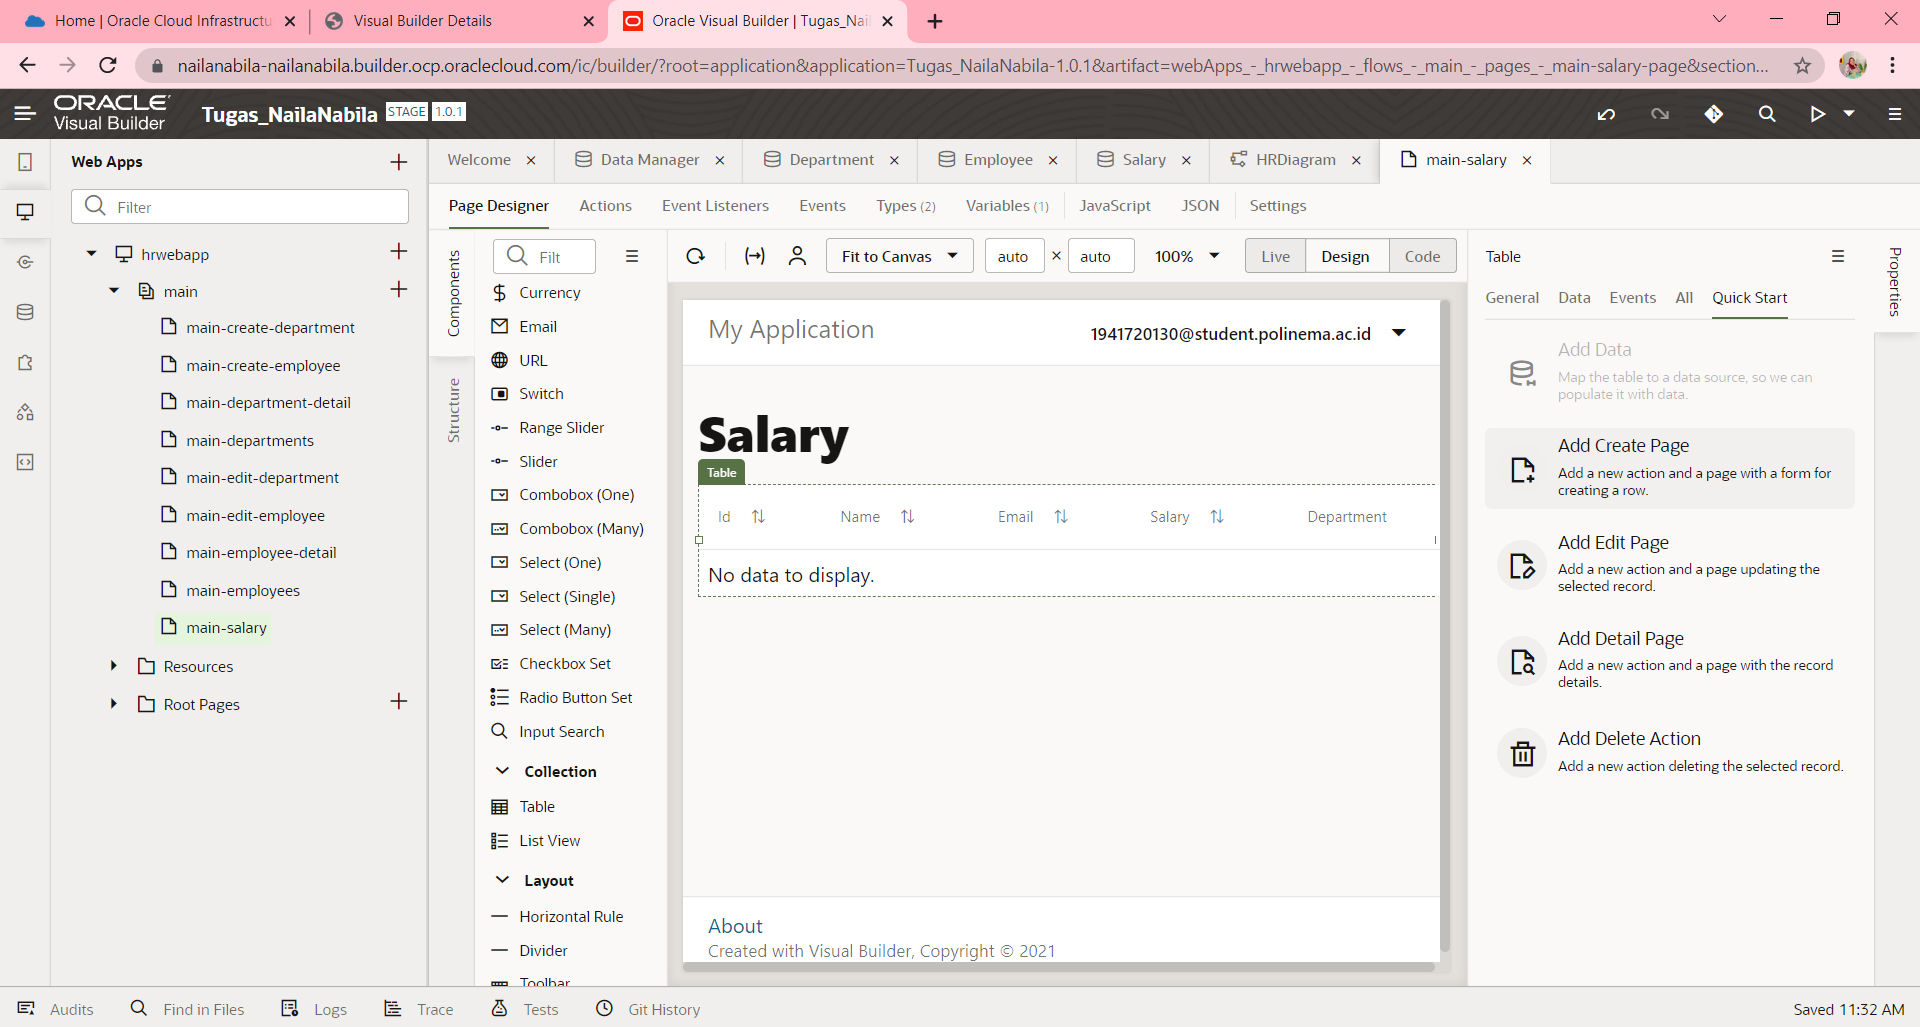 Home | Oracle Cloud Infrastructu
Visual Builder Details
Oracle Visual Builder | Tugas_Nail
nailanabila-nailanabila.builder.ocp.oraclecloud.com/ic/builder/?root=application&application=Tugas_NailaNabila-1.0.1&artifact=webApps_-_hrwebapp_-_flows_-_main_-_pages_-_main-salary-page&section...
ORACLE
Visual Builder
Tugas_NailaNabila STAGE 1.0.1
Web Apps
Filter
hrwebapp
main
main-create-department
main-create-employee
main-department-detail
main-departments
main-edit-department
main-edit-employee
main-employee-detail
main-employees
main-salary
Resources
Root Pages
Welcome
Data Manager
Department
Employee
Salary
HRDiagram
main-salary
Page Designer
Actions
Event Listeners
Events
Types (2)
Variables (1)
JavaScript
JSON
Settings
Components
Structure
Filt
Currency
Email
URL
Switch
Range Slider
Slider
Combobox (One)
Combobox (Many)
Select (One)
Select (Single)
Select (Many)
Checkbox Set
Radio Button Set
Input Search
Collection
Table
List View
Layout
Horizontal Rule
Divider
Toolbar
Fit to Canvas
auto × auto
100%
Live
Design
Code
My Application
1941720130@student.polinema.ac.id
Salary
Table
Id
Name
Email
Salary
Department
No data to display.
About
Created with Visual Builder, Copyright © 2021
Table
General
Data
Events
All
Quick Start
Properties
Add Data
Map the table to a data source, so we can
populate it with data.
Add Create Page
Add a new action and a page with a form for
creating a row.
Add Edit Page
Add a new action and a page updating the
selected record.
Add Detail Page
Add a new action and a page with the record
details.
Add Delete Action
Add a new action deleting the selected record.
Audits
Find in Files
Logs
Trace
Tests
Git History
Saved 11:32 AM